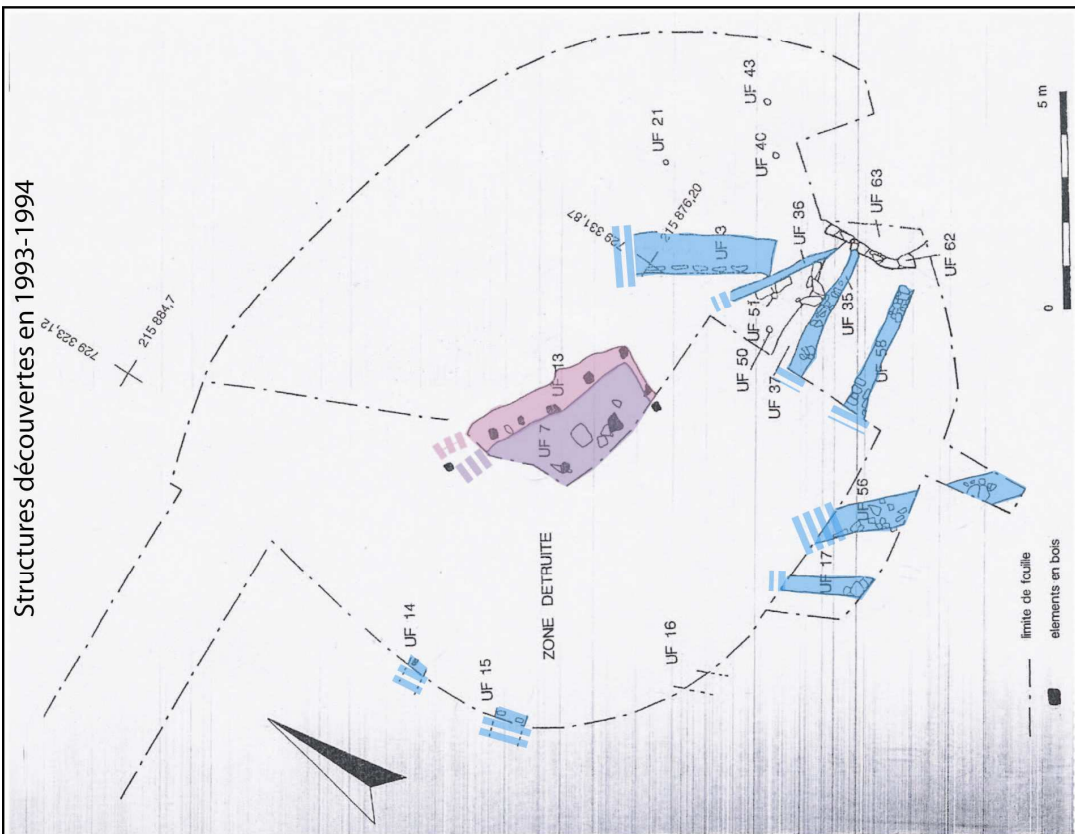 Structures découvertes en 1993-1994
729 323,12
215 884,7
UF 43
UF 21
UF 4C
729 331,87
215 876,20
UF 3
UF 36
UF 63
UF 62
UF 51
UF 35
UF 50
UF 37
UF 58
UF 13
UF 7
UF 56
UF 17
UF 16
UF 14
UF 15
ZONE DETRUITE
5 m
0
limite de fouille
elements en bois